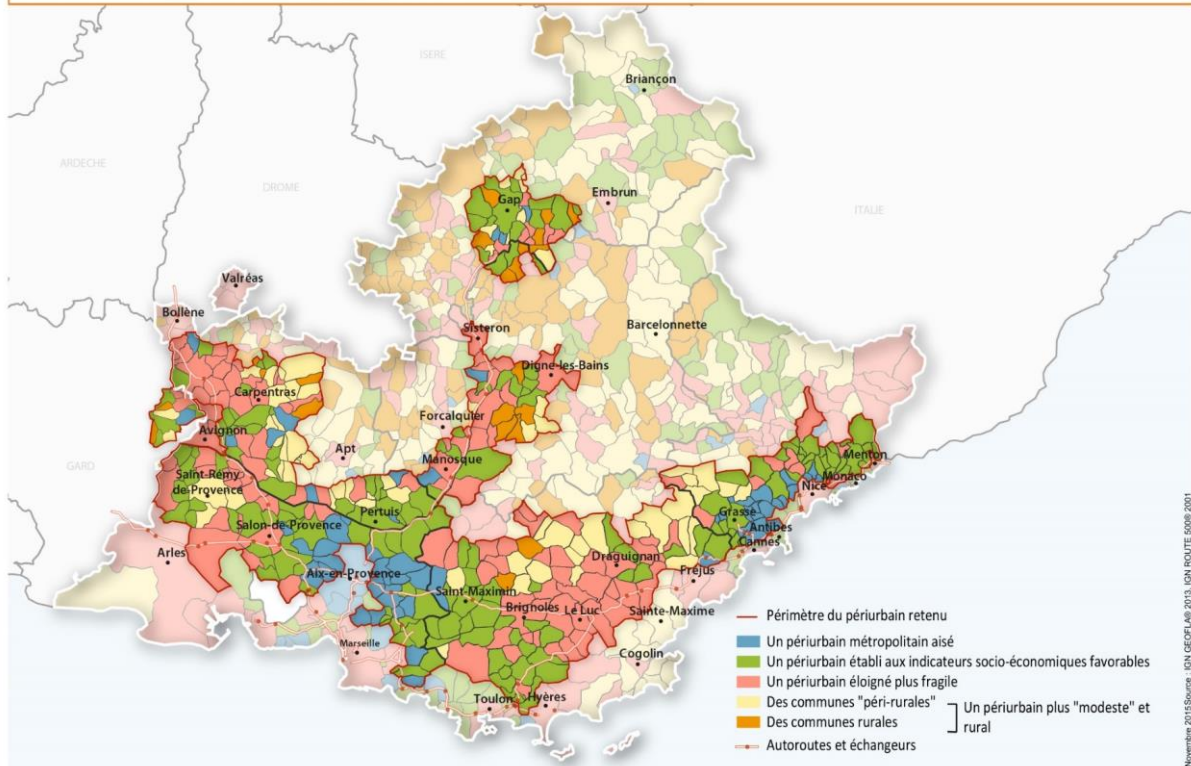 ISERE
Briançon
ARDECHE
DROME
Gap
Embrun
ITALIE
Valréas
Bollène
Sisteron
Barcelonnette
Digne-les-Bains
Carpentras
Forcalquier
Avignon
Apt
Manosque
GARD
Menton
Monaco
Saint-Rémy
de-Provence
Nice
Pertuis
Grasse
Salon-de-Provence
Antibes
Cannes
Arles
Draguignan
Aix-en-Provence
Fréjus
Saint-Maximin
Brignoles
Le Luc
Sainte-Maxime
Marseille
Cogolin
Toulon
Hyères
Périmètre du périurbain retenu
Un périurbain métropolitain aisé
Un périurbain établi aux indicateurs socio-économiques favorables
Un périurbain éloigné plus fragile
Des communes "péri-rurales"
Des communes rurales
Un périurbain plus "modeste" et
rural
Autoroutes et échangeurs
Novembre 2015 Source : IGN GEOFLA® 2013, IGN ROUTE 500® 2001